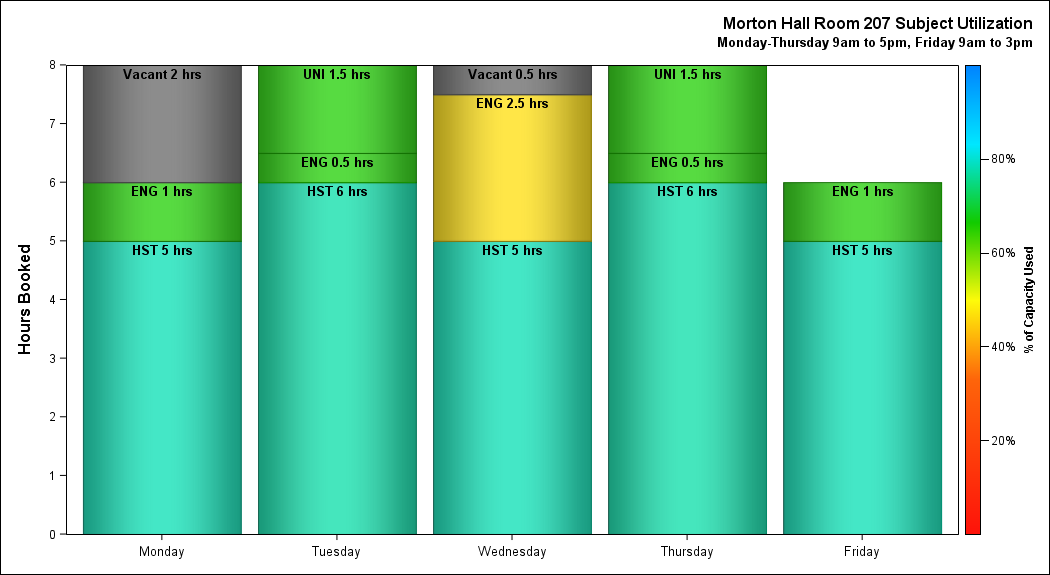 Morton Hall Room 207 Subject Utilization
Monday-Thursday 9am to 5pm, Friday 9am to 3pm
Hours Booked
8
7
6
5
4
3
2
1
0
Vacant 2 hrs
ENG 1 hrs
HST 5 hrs
UNI 1.5 hrs
ENG 0.5 hrs
HST 6 hrs
Vacant 0.5 hrs
ENG 2.5 hrs
HST 5 hrs
UNI 1.5 hrs
ENG 0.5 hrs
HST 6 hrs
ENG 1 hrs
HST 5 hrs
Monday
Tuesday
Wednesday
Thursday
Friday
80%
60%
40%
20%
% of Capacity Used